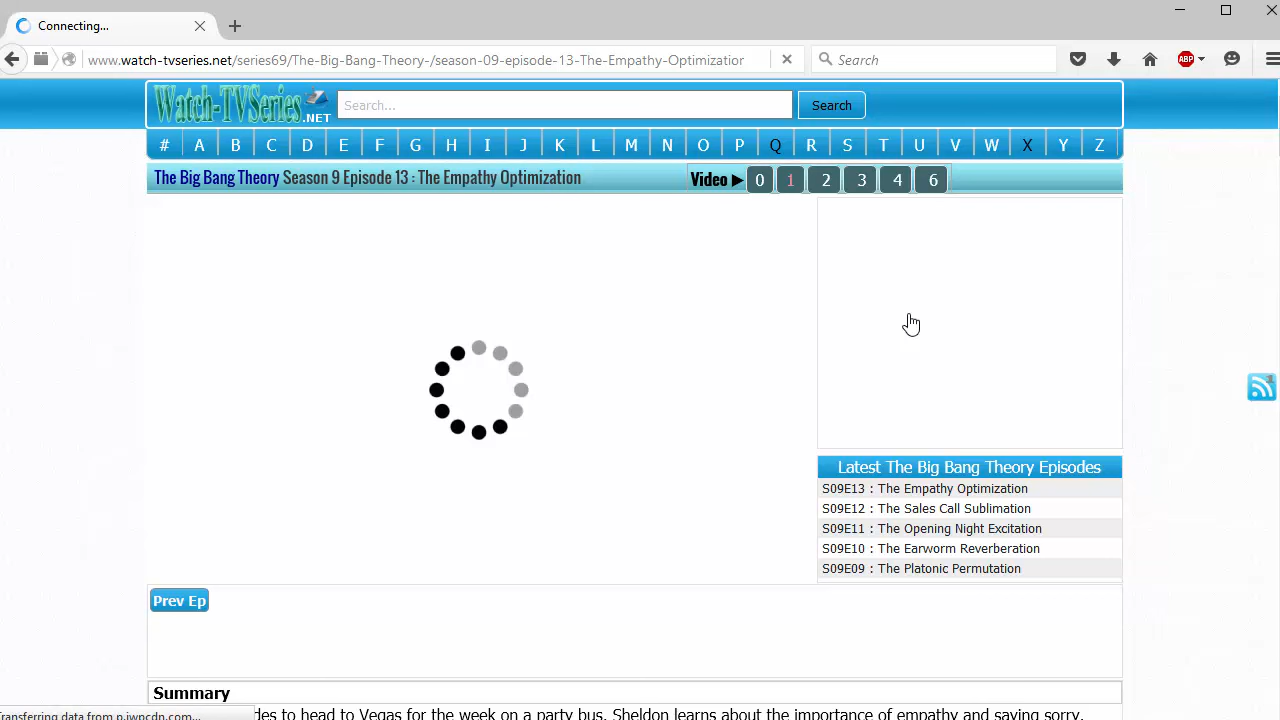 Connecting...
www.watch-tvseries.net/series69/The-Big-Bang-Theory-/season-09-episode-13-The-Empathy-Optimization
Search
ABP
Watch-TVSeries.NET
Search...
Search
# A B C D E F G H I J K L M N O P Q R S T U V W X Y Z
The Big Bang Theory Season 9 Episode 13 : The Empathy Optimization
Video ▶ 0 1 2 3 4 6
1
Latest The Big Bang Theory Episodes
S09E13 : The Empathy Optimization
S09E12 : The Sales Call Sublimation
S09E11 : The Opening Night Excitation
S09E10 : The Earworm Reverberation
S09E09 : The Platonic Permutation
Prev Ep
Summary
des to head to Vegas for the week on a party bus. Sheldon learns about the importance of empathy and saying sorry.
Transferring data from p.jwpcdn.com...